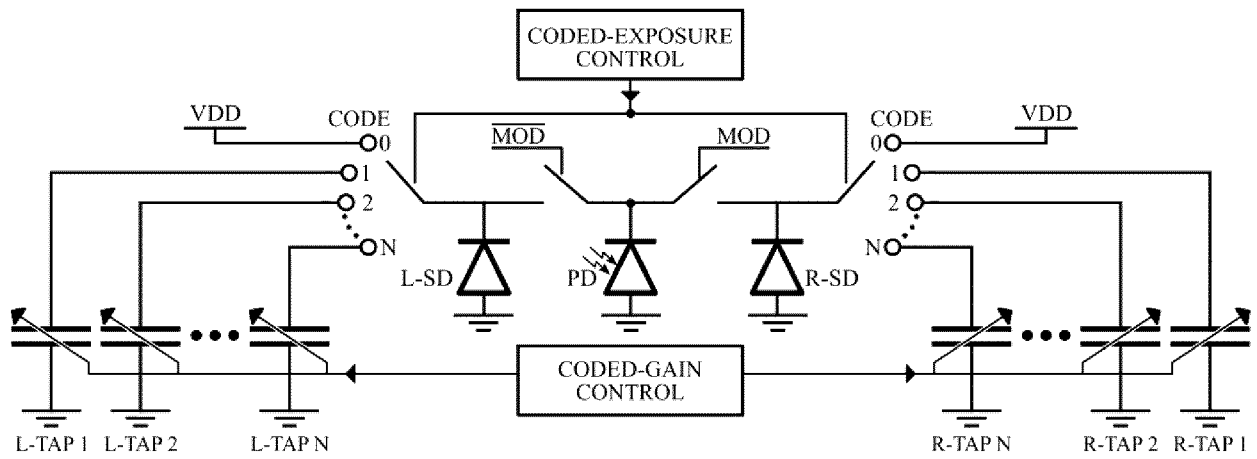 CODED-EXPOSURE
CONTROL
VDD
CODE
0
1
2
N
MOD
MOD
CODE
0
1
2
N
VDD
L-SD
PD
R-SD
CODED-GAIN
CONTROL
L-TAP 1
L-TAP 2
L-TAP N
R-TAP N
R-TAP 2
R-TAP 1